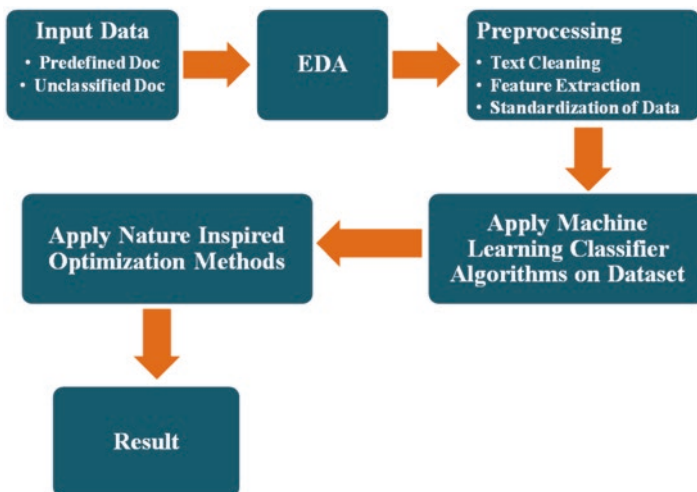 Input Data
• Predefined Doc
• Unclassified Doc
EDA
Preprocessing
• Text Cleaning
• Feature Extraction
• Standardization of Data
Apply Machine
Learning Classifier
Algorithms on Dataset
Apply Nature Inspired
Optimization Methods
Result